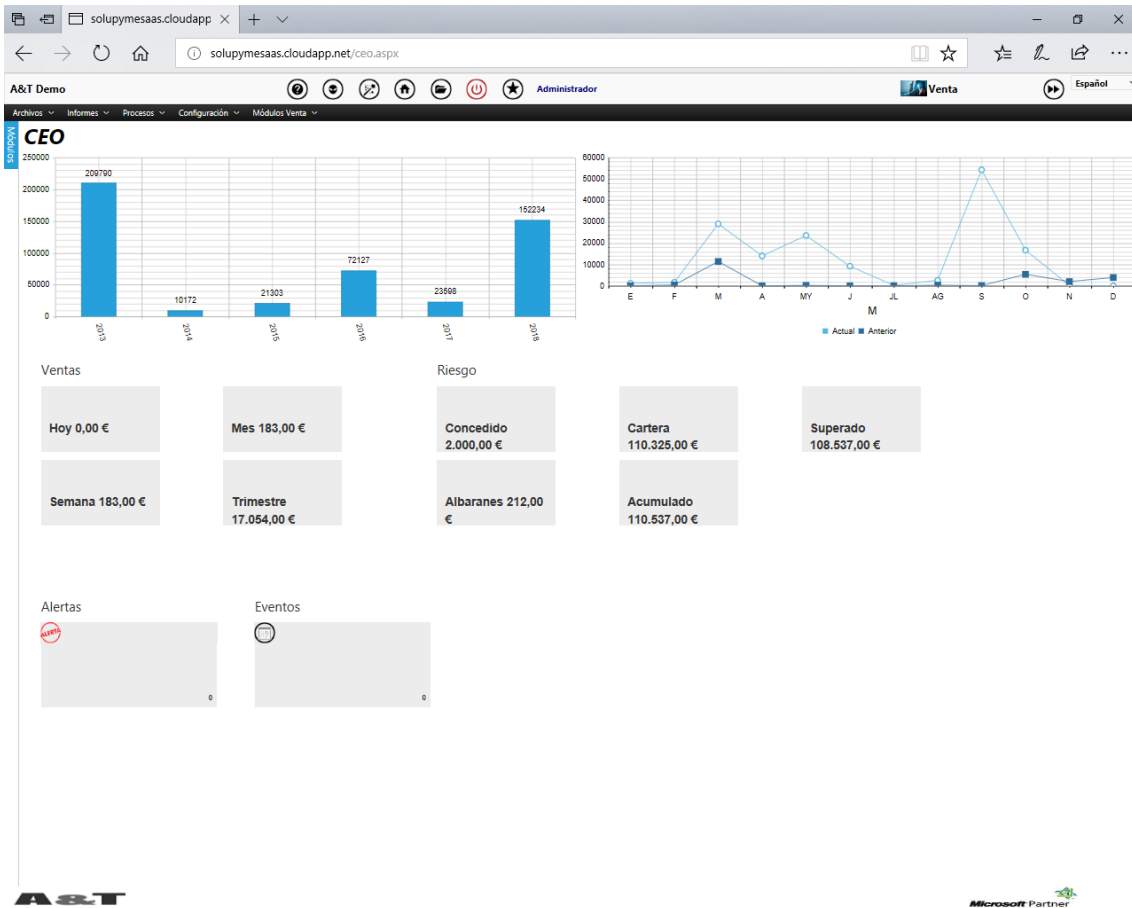 solupymesaas.cloudapp
solupymesaas.cloudapp.net/ceo.aspx
A&T Demo
Administrador
Venta
Español
Archivos
Informes
Procesos
Configuración
Módulos Venta
Módulos
CEO
250000
200000
150000
100000
50000
0
209790
10172
21303
72127
23598
152234
2013
2014
2015
2016
2017
2018
60000
50000
40000
30000
20000
10000
0
E F M A MY J JL AG S O N D
M
Actual Anterior
Ventas
Hoy 0,00 €
Mes 183,00 €
Semana 183,00 €
Trimestre
17.054,00 €
Riesgo
Concedido
2.000,00 €
Cartera
110.325,00 €
Superado
108.537,00 €
Albaranes 212,00
€
Acumulado
110.537,00 €
Alertas
ALERTA
0
Eventos
0
A&T
Microsoft Partner